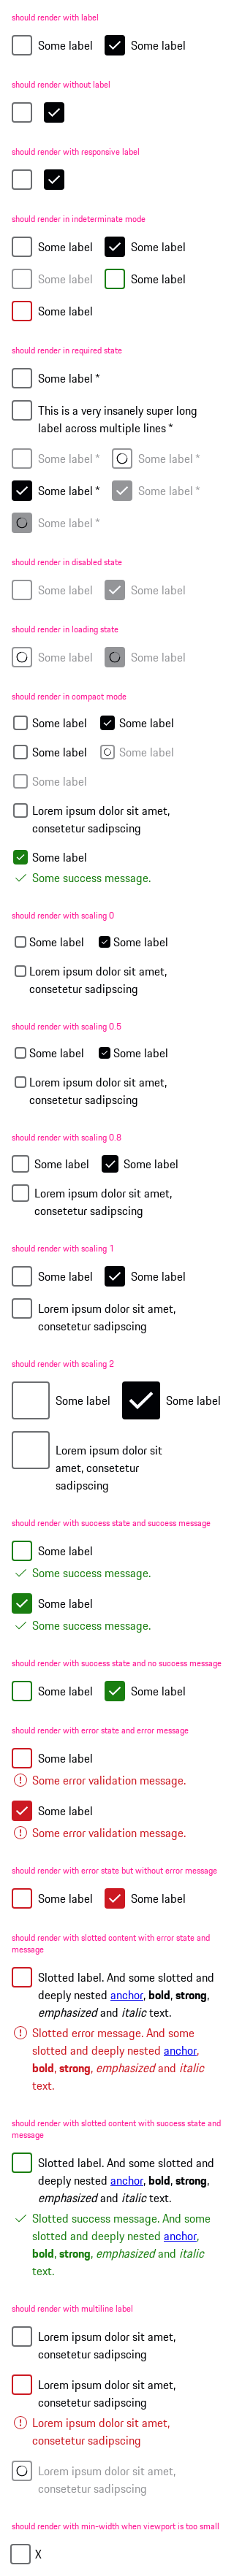 should render with label
Some label Some label
should render without label
should render with responsive label
should render in indeterminate mode
Some label Some label
Some label Some label
Some label
should render in required state
Some label *
This is a very insanely super long
label across multiple lines *
Some label * Some label *
Some label * Some label *
Some label *
should render in disabled state
Some label Some label
should render in loading state
Some label Some label
should render in compact mode
Some label Some label
Some label Some label
Some label
Lorem ipsum dolor sit amet,
consetetur sadipscing
Some label
Some success message.
should render with scaling 0
Some label Some label
Lorem ipsum dolor sit amet,
consetetur sadipscing
should render with scaling 0.5
Some label Some label
Lorem ipsum dolor sit amet,
consetetur sadipscing
should render with scaling 0.8
Some label Some label
Lorem ipsum dolor sit amet,
consetetur sadipscing
should render with scaling 1
Some label Some label
Lorem ipsum dolor sit amet,
consetetur sadipscing
should render with scaling 2
Some label Some label
Lorem ipsum dolor sit
amet, consetetur
sadipscing
should render with success state and success message
Some label
Some success message.
Some label
Some success message.
should render with success state and no success message
Some label Some label
should render with error state and error message
Some label
Some error validation message.
Some label
Some error validation message.
should render with error state but without error message
Some label Some label
should render with slotted content with error state and
message
Slotted label. And some slotted and
deeply nested anchor, bold, strong,
emphasized and italic text.
Slotted error message. And some
slotted and deeply nested anchor,
bold, strong, emphasized and italic
text.
should render with slotted content with success state and
message
Slotted label. And some slotted and
deeply nested anchor, bold, strong,
emphasized and italic text.
Slotted success message. And some
slotted and deeply nested anchor,
bold, strong, emphasized and italic
text.
should render with multiline label
Lorem ipsum dolor sit amet,
consetetur sadipscing
Lorem ipsum dolor sit amet,
consetetur sadipscing
Lorem ipsum dolor sit amet,
consetetur sadipscing
Lorem ipsum dolor sit amet,
consetetur sadipscing
should render with min-width when viewport is too small
X